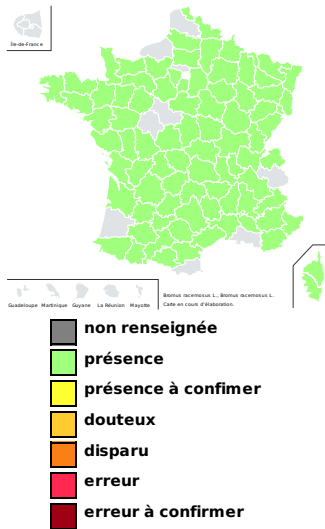 Île-de-France
Guadeloupe Martinique Guyane La Réunion Mayotte
Bromus racemosus L., Bromus racemosus L.
Carte en cours d'élaboration.
non renseignée
présence
présence à confimer
douteux
disparu
erreur
erreur à confirmer